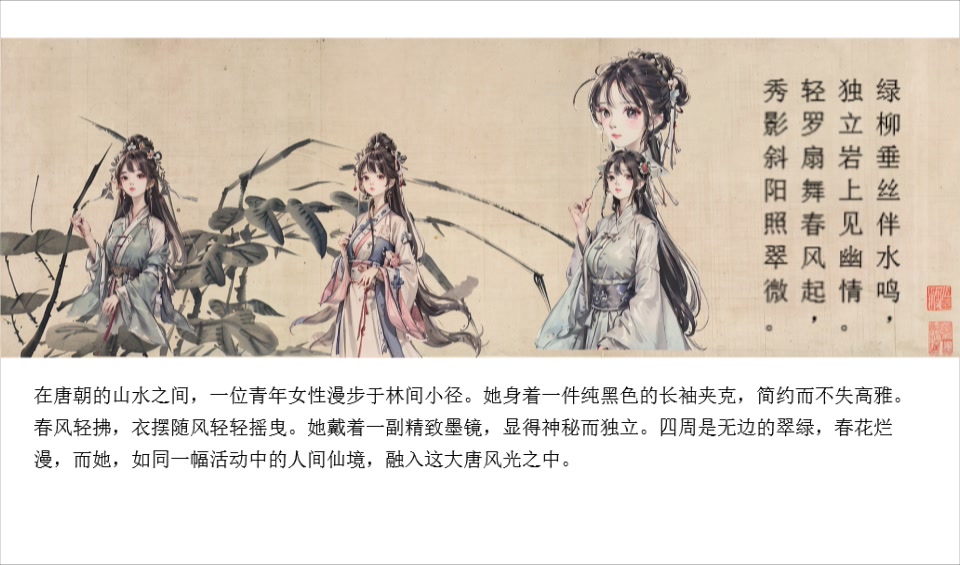 绿柳垂丝伴水鸣，
独立岩上见幽情。
轻罗扇舞春风起，
秀影斜阳照翠微。
在唐朝的山水之间，一位青年女性漫步于林间小径。她身着一件纯黑色的长袖夹克，简约而不失高雅。
春风轻拂，衣摆随风轻轻摇曳。她戴着一副精致墨镜，显得神秘而独立。四周是无边的翠绿，春花烂
漫，而她，如同一幅活动中的人间仙境，融入这大唐风光之中。